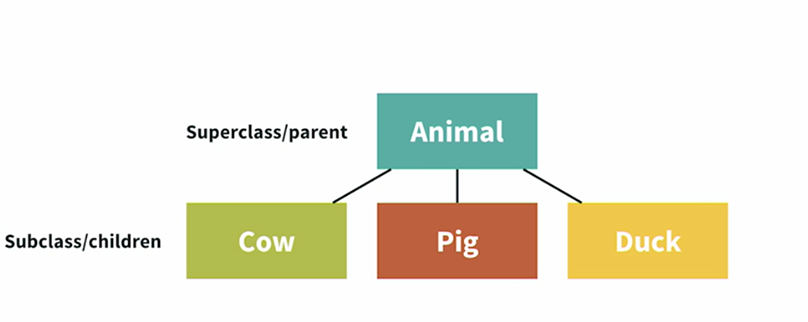 Superclass/parent
Animal
Subclass/children
Cow
Pig
Duck